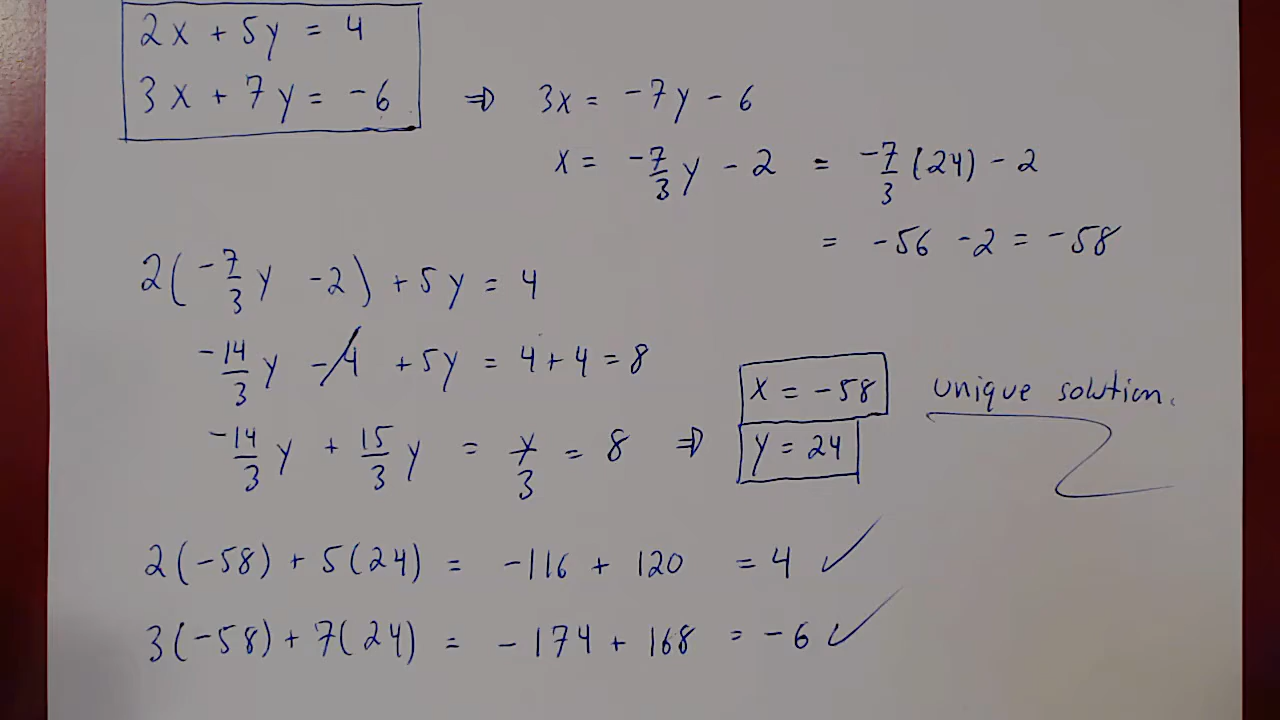 2x + 5y = 4
3x + 7y = -6 ⇒ 3x = -7y - 6
x = -7/3 y - 2 = -7/3 (24) - 2
= -56 - 2 = -58
2(-7/3 y - 2) + 5y = 4
-14/3 y - 4 + 5y = 4 + 4 = 8
-14/3 y + 15/3 y = y/3 = 8 ⇒
x = -58 unique solution.
y = 24
2(-58) + 5(24) = -116 + 120 = 4 ✓
3(-58) + 7(24) = -174 + 168 = -6 ✓